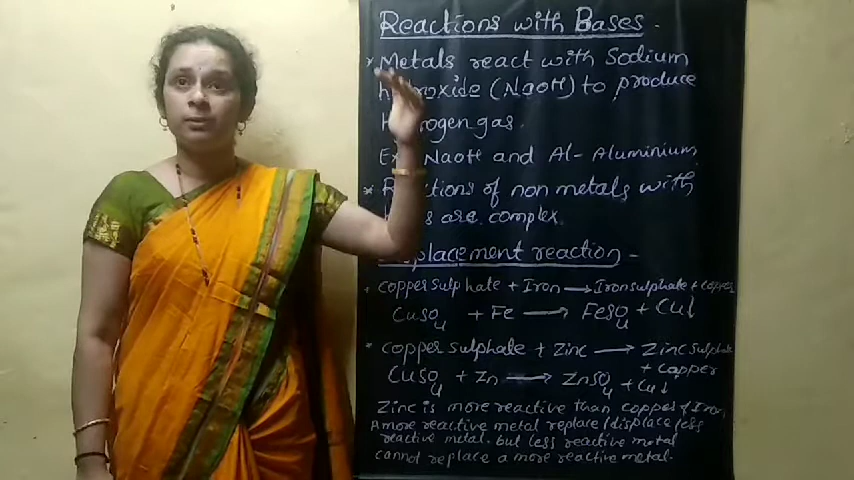 Reactions with Bases -
* Metals react with Sodium
(NaoH) to produce
gas.
NaoH and Al- Aluminium
* of non metals with
are complex.
reaction -
* copper sulphate + Iron → Iron sulphate + copper
CuSO4 + Fe → FeSO4 + Cu↓
* copper sulphate + Zinc → Zinc sulphate
+ copper
CuSO4 + Zn → ZnSO4 + Cu↓
Zinc is more reactive than copper & Iron
A more reactive metal replace/displace less
reactive metal. but less reactive metal
cannot replace a more reactive metal.